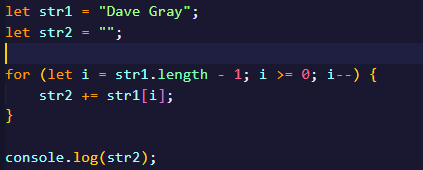 let str1 = "Dave Gray";
let str2 = "";
for (let i = str1.length - 1; i >= 0; i--) {
    str2 += str1[i];
}
console.log(str2);